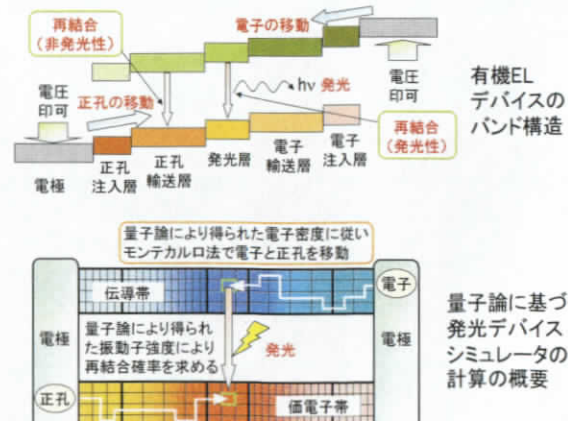 再結合
(非発光性)
電子の移動
電圧
印可
正孔の移動
hν 発光
電圧
印可
再結合
(発光性)
電極
正孔
注入層
正孔
輸送層
発光層
電子
輸送層
電子
注入層
有機EL
デバイスの
バンド構造
量子論により得られた電子密度に従い
モンテカルロ法で電子と正孔を移動
伝導帯
電子
電極
量子論により得られ
た振動子強度により
再結合確率を求める
発光
電極
正孔
価電子帯
量子論に基づ
発光デバイス
シミュレータの
計算の概要